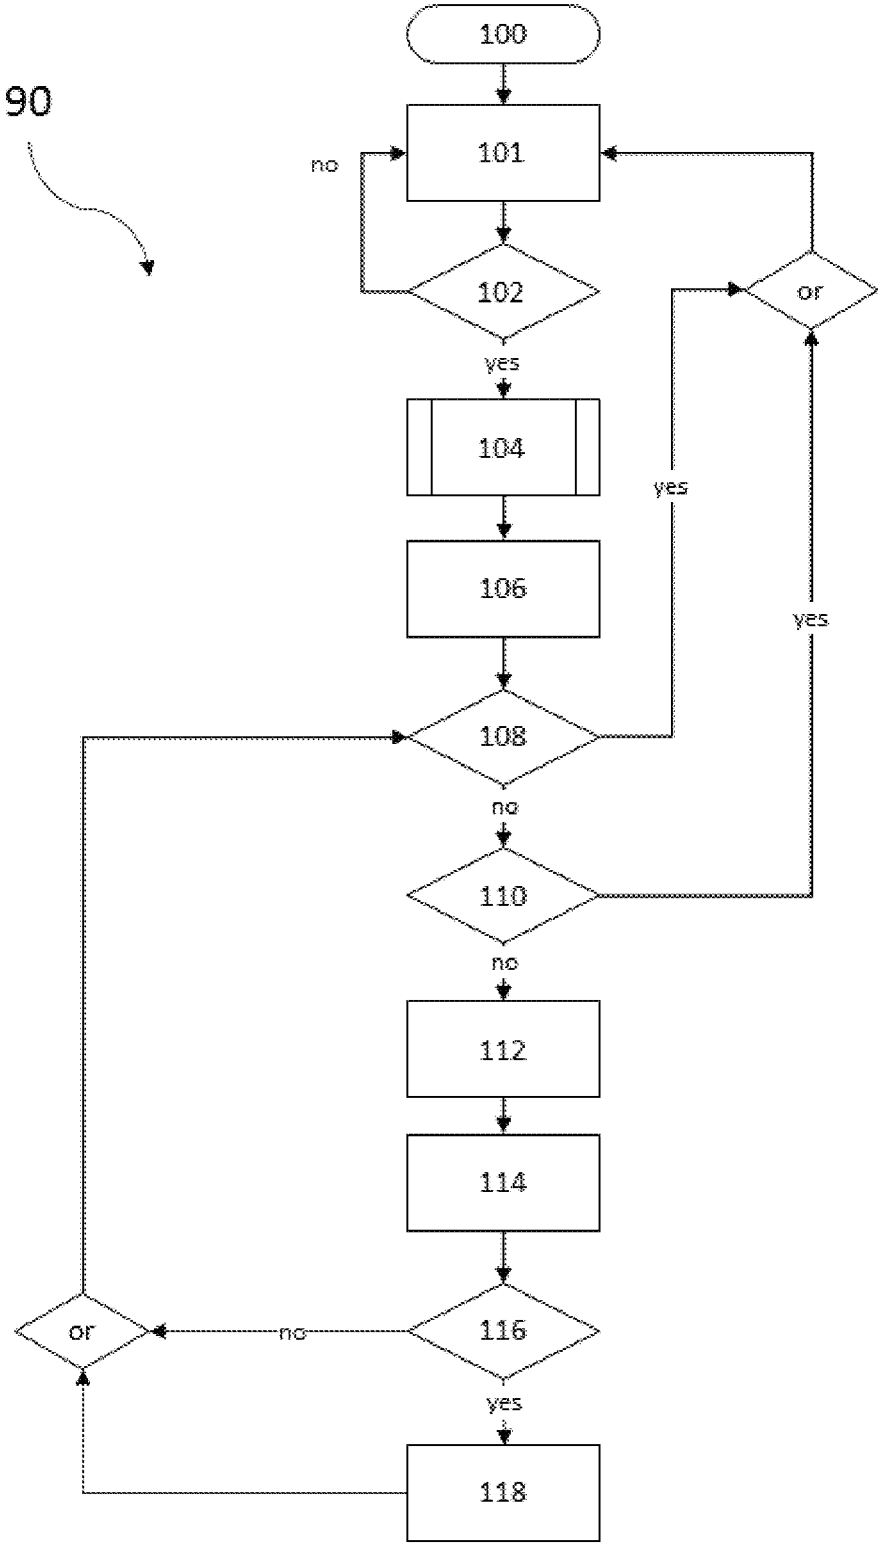 100
90
101
no
102
or
yes
104
yes
106
yes
108
no
110
no
112
114
or
no
116
yes
118